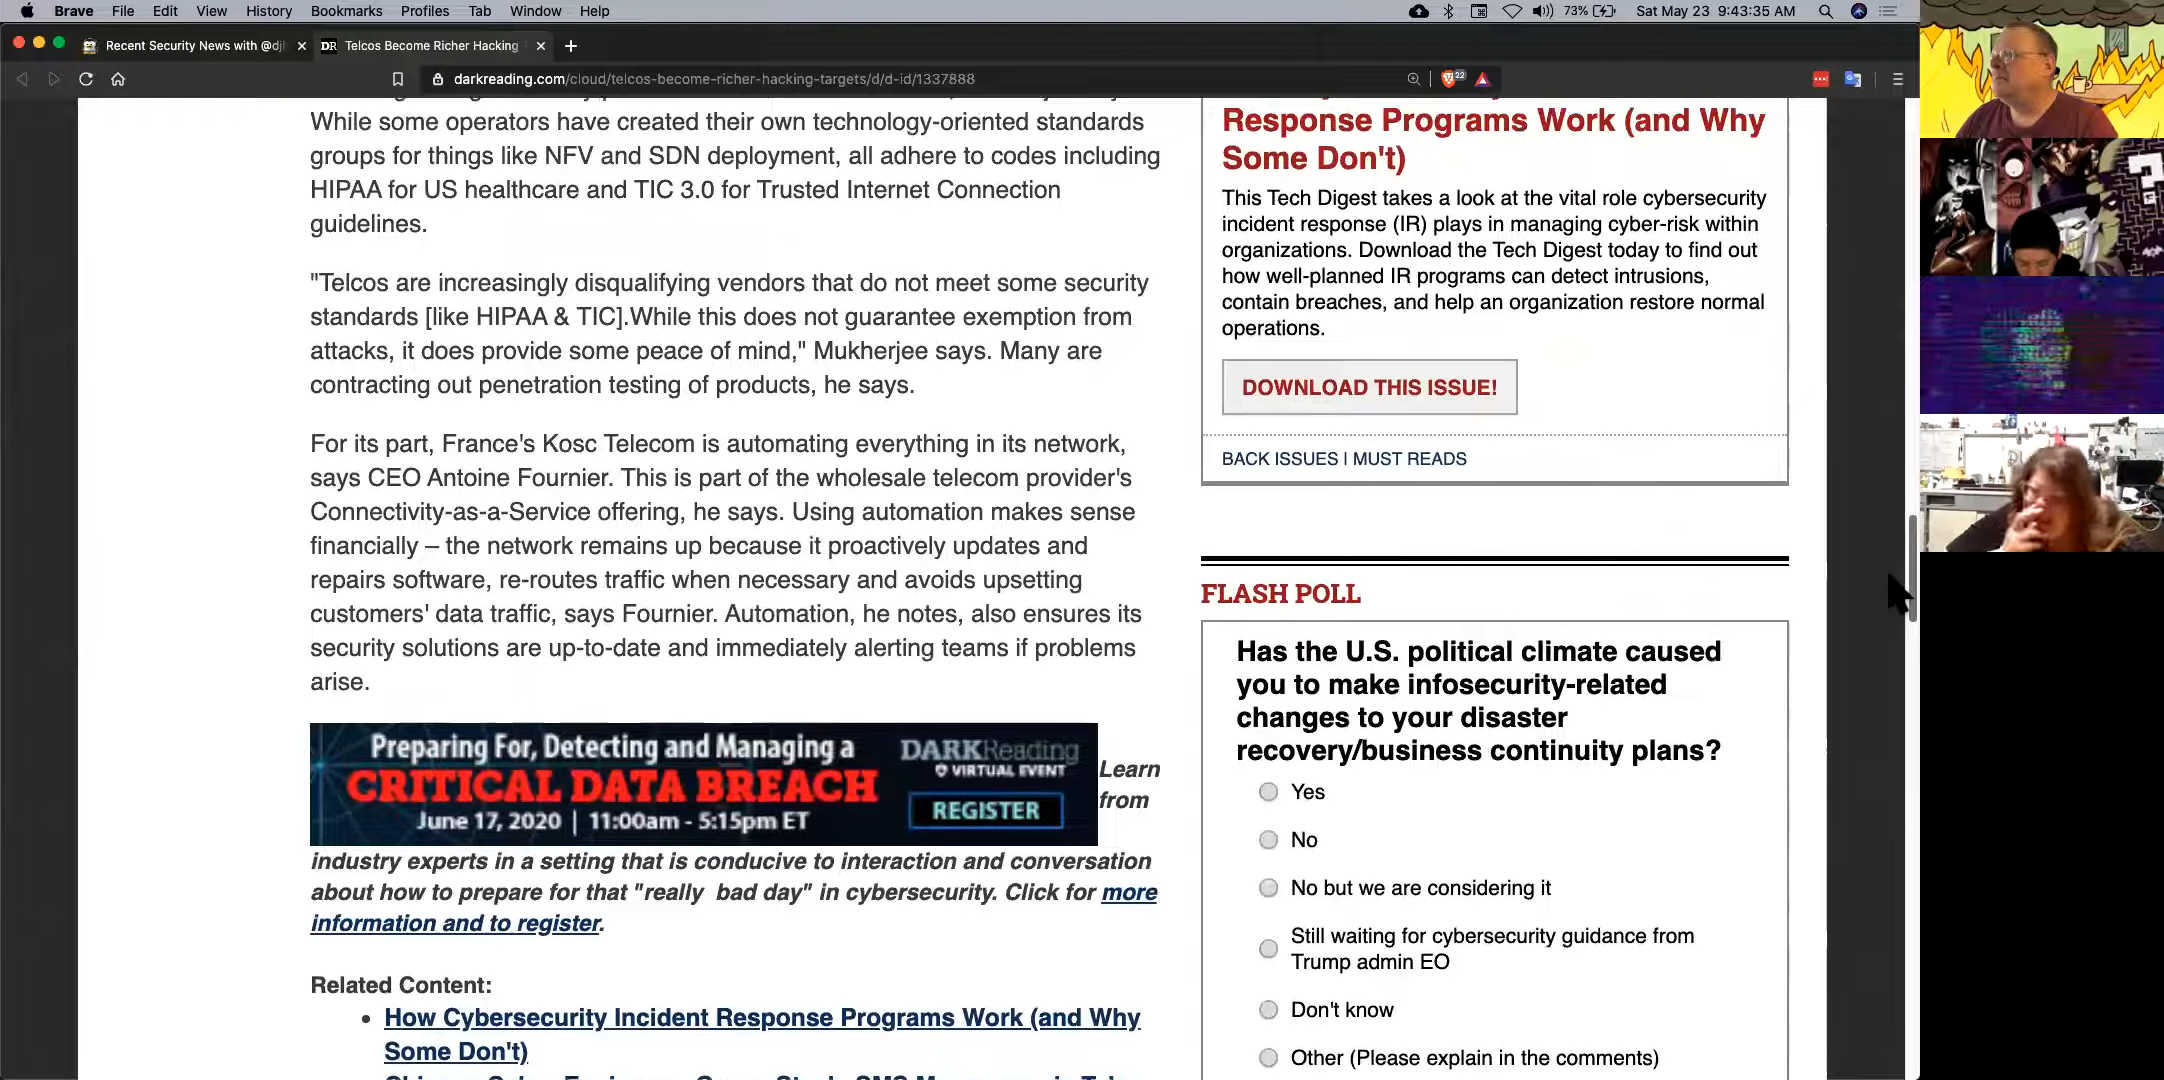 Brave File Edit View History Bookmarks Profiles Tab Window Help
73% Sat May 23 9:43:35 AM
Recent Security News with @dj
DR Telcos Become Richer Hacking
darkreading.com/cloud/telcos-become-richer-hacking-targets/d/d-id/1337888
22
While some operators have created their own technology-oriented standards
groups for things like NFV and SDN deployment, all adhere to codes including
HIPAA for US healthcare and TIC 3.0 for Trusted Internet Connection
guidelines.
"Telcos are increasingly disqualifying vendors that do not meet some security
standards [like HIPAA & TIC].While this does not guarantee exemption from
attacks, it does provide some peace of mind," Mukherjee says. Many are
contracting out penetration testing of products, he says.
For its part, France's Kosc Telecom is automating everything in its network,
says CEO Antoine Fournier. This is part of the wholesale telecom provider's
Connectivity-as-a-Service offering, he says. Using automation makes sense
financially – the network remains up because it proactively updates and
repairs software, re-routes traffic when necessary and avoids upsetting
customers' data traffic, says Fournier. Automation, he notes, also ensures its
security solutions are up-to-date and immediately alerting teams if problems
arise.
Preparing For, Detecting and Managing a
CRITICAL DATA BREACH
June 17, 2020 | 11:00am - 5:15pm ET
DARKReading
VIRTUAL EVENT
REGISTER
Learn
from
industry experts in a setting that is conducive to interaction and conversation
about how to prepare for that "really bad day" in cybersecurity. Click for more
information and to register.
Related Content:
• How Cybersecurity Incident Response Programs Work (and Why
Some Don't)
Response Programs Work (and Why
Some Don't)
This Tech Digest takes a look at the vital role cybersecurity
incident response (IR) plays in managing cyber-risk within
organizations. Download the Tech Digest today to find out
how well-planned IR programs can detect intrusions,
contain breaches, and help an organization restore normal
operations.
DOWNLOAD THIS ISSUE!
BACK ISSUES | MUST READS
FLASH POLL
Has the U.S. political climate caused
you to make infosecurity-related
changes to your disaster
recovery/business continuity plans?
Yes
No
No but we are considering it
Still waiting for cybersecurity guidance from
Trump admin EO
Don't know
Other (Please explain in the comments)